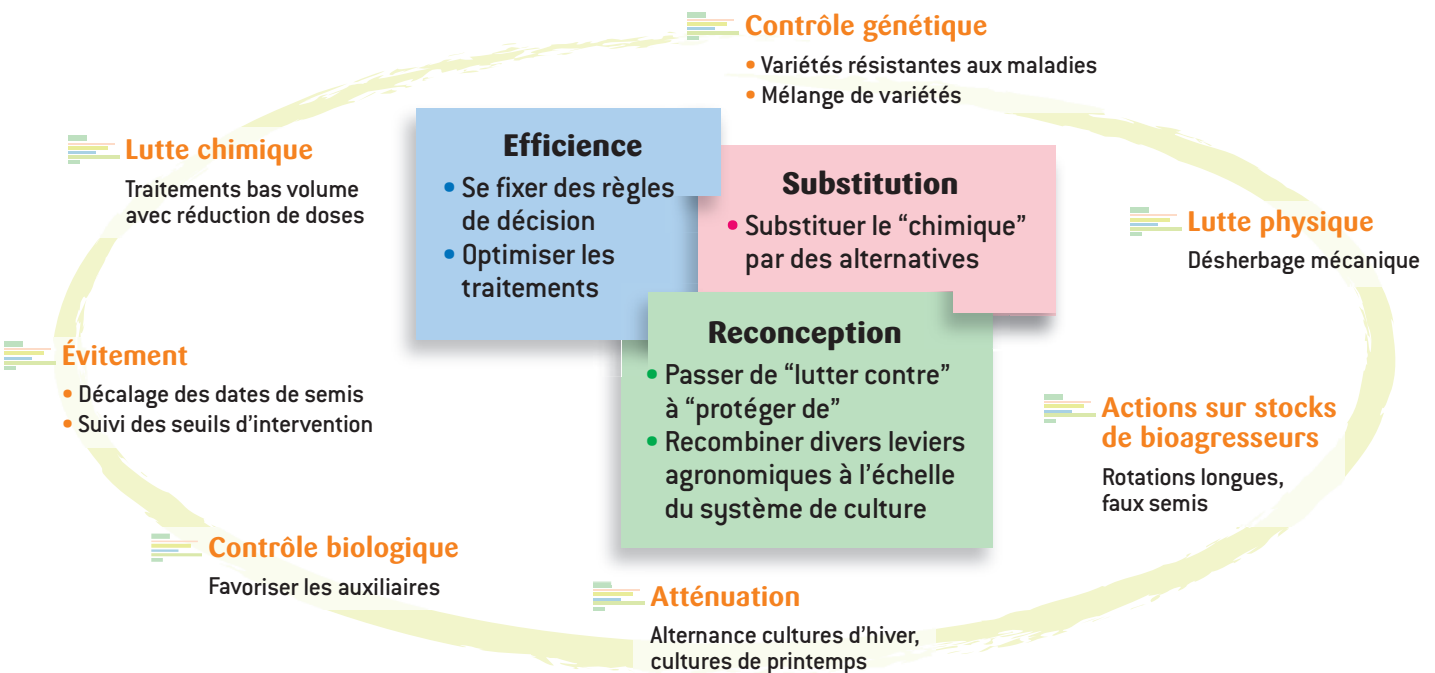 Contrôle génétique
• Variétés résistantes aux maladies
• Mélange de variétés
Lutte chimique
Traitements bas volume
avec réduction de doses
Efficience
• Se fixer des règles
de décision
• Optimiser les
traitements
Substitution
• Substituer le “chimique”
par des alternatives
Lutte physique
Désherbage mécanique
Reconception
• Passer de “lutter contre”
à “protéger de”
• Recombiner divers leviers
agronomiques à l’échelle
du système de culture
Évitement
• Décalage des dates de semis
• Suivi des seuils d’intervention
Actions sur stocks
de bioagresseurs
Rotations longues,
faux semis
Contrôle biologique
Favoriser les auxiliaires
Atténuation
Alternance cultures d’hiver,
cultures de printemps